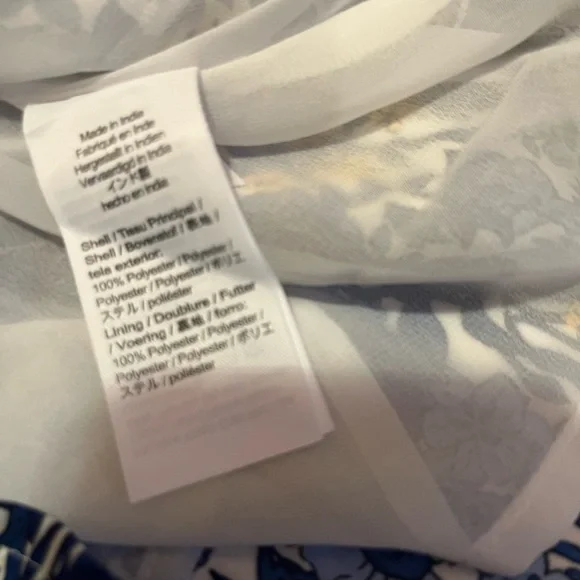 Made in India
Fabriqué en Inde
Hergestellt in Indien
Vervaardigd in India
インド製
hecho en India
Shell / Tissu Principal /
Shell / Bovenstof / 裏地 /
tela exterior:
100% Polyester / Polyester /
Polyester / Polyester / ポリエ
ステル / poliéster
Lining / Doublure / Futter
/ Voering / 裏地 / forro:
100% Polyester / Polyester /
Polyester / Polyester / ポリエ
ステル / poliéster